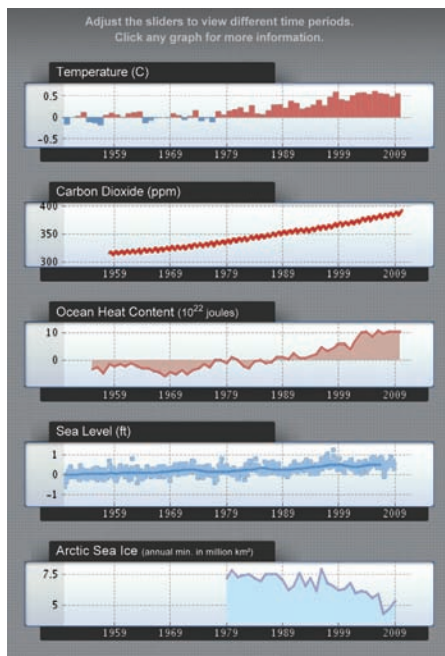 Adjust the sliders to view different time periods.
Click any graph for more information.
Temperature (C)
0.5
0
-0.5
1959 1969 1979 1989 1999 2009
Carbon Dioxide (ppm)
400
350
300
1959 1969 1979 1989 1999 2009
Ocean Heat Content (10²² joules)
10
0
1959 1969 1979 1989 1999 2009
Sea Level (ft)
1
0
-1
1959 1969 1979 1989 1999 2009
Arctic Sea Ice (annual min. in million km²)
7.5
5
1959 1969 1979 1989 1999 2009